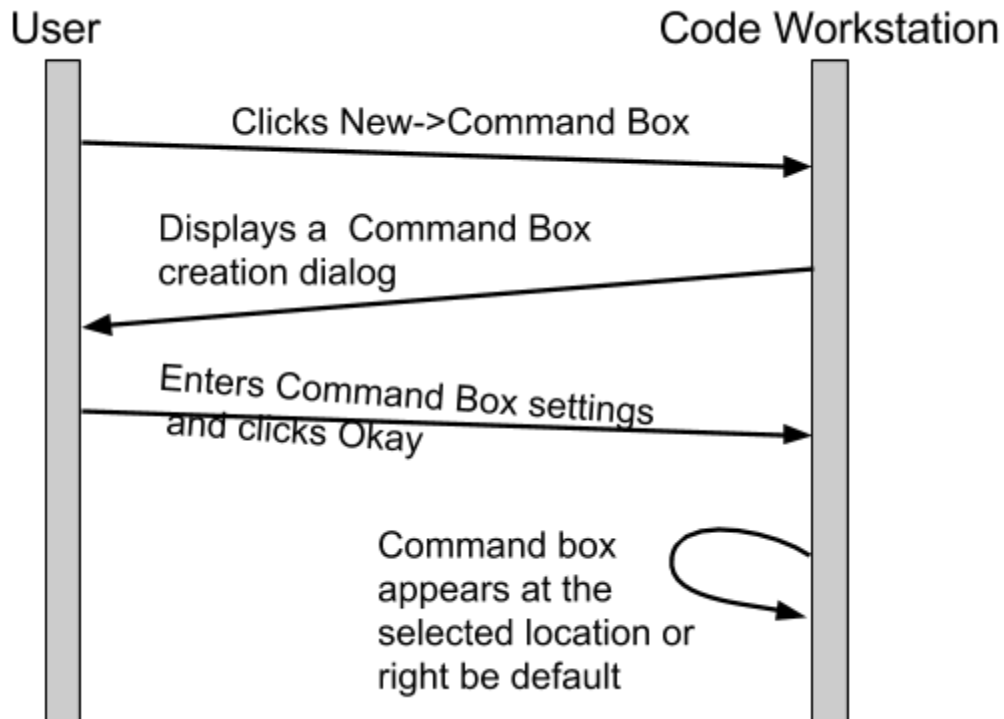 User
Code Workstation
Clicks New->Command Box
Displays a  Command Box
creation dialog
Enters Command Box settings
and clicks Okay
Command box
appears at the
selected location or
right be default